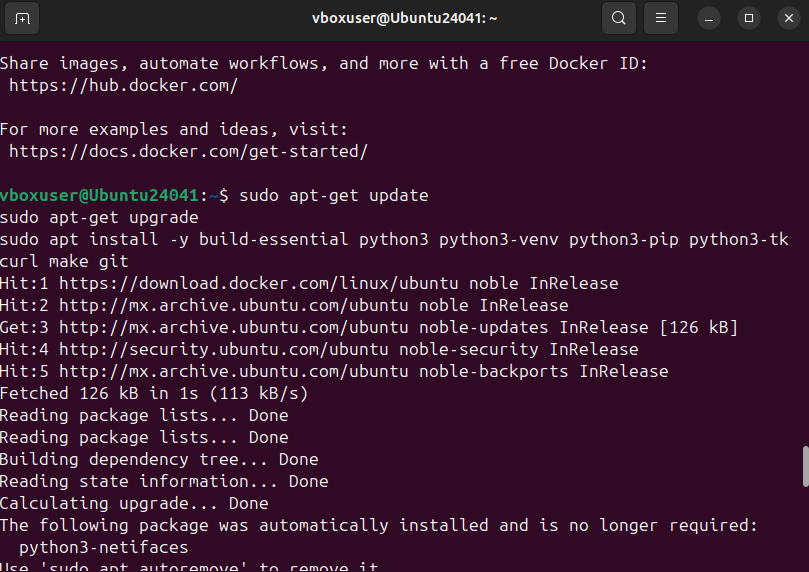 vboxuser@Ubuntu24041: ~
Share images, automate workflows, and more with a free Docker ID:
https://hub.docker.com/
For more examples and ideas, visit:
https://docs.docker.com/get-started/
vboxuser@Ubuntu24041:~$ sudo apt-get update
sudo apt-get upgrade
sudo apt install -y build-essential python3 python3-venv python3-pip python3-tk
curl make git
Hit:1 https://download.docker.com/linux/ubuntu noble InRelease
Hit:2 http://mx.archive.ubuntu.com/ubuntu noble InRelease
Get:3 http://mx.archive.ubuntu.com/ubuntu noble-updates InRelease [126 kB]
Hit:4 http://security.ubuntu.com/ubuntu noble-security InRelease
Hit:5 http://mx.archive.ubuntu.com/ubuntu noble-backports InRelease
Fetched 126 kB in 1s (113 kB/s)
Reading package lists... Done
Reading package lists... Done
Building dependency tree... Done
Reading state information... Done
Calculating upgrade... Done
The following package was automatically installed and is no longer required:
python3-netifaces
Use 'sudo apt autoremove' to remove it.